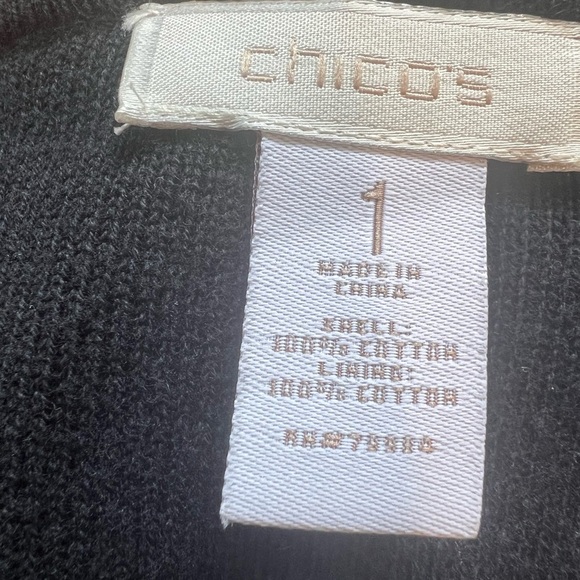 chico's
1
MADE IN
CHINA
SHELL:
100% COTTON
LINING:
100% COTTON